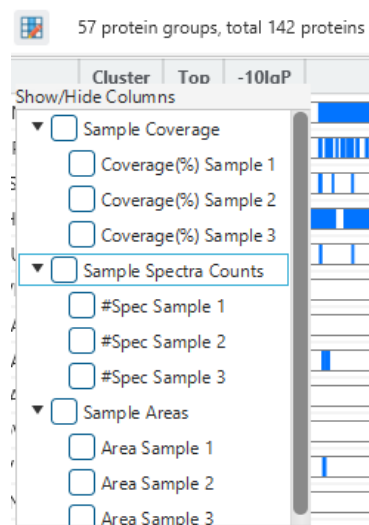 57 protein groups, total 142 proteins
Cluster Top -10lgP
Show/Hide Columns
Sample Coverage
Coverage(%) Sample 1
Coverage(%) Sample 2
Coverage(%) Sample 3
Sample Spectra Counts
#Spec Sample 1
#Spec Sample 2
#Spec Sample 3
Sample Areas
Area Sample 1
Area Sample 2
Area Sample 3